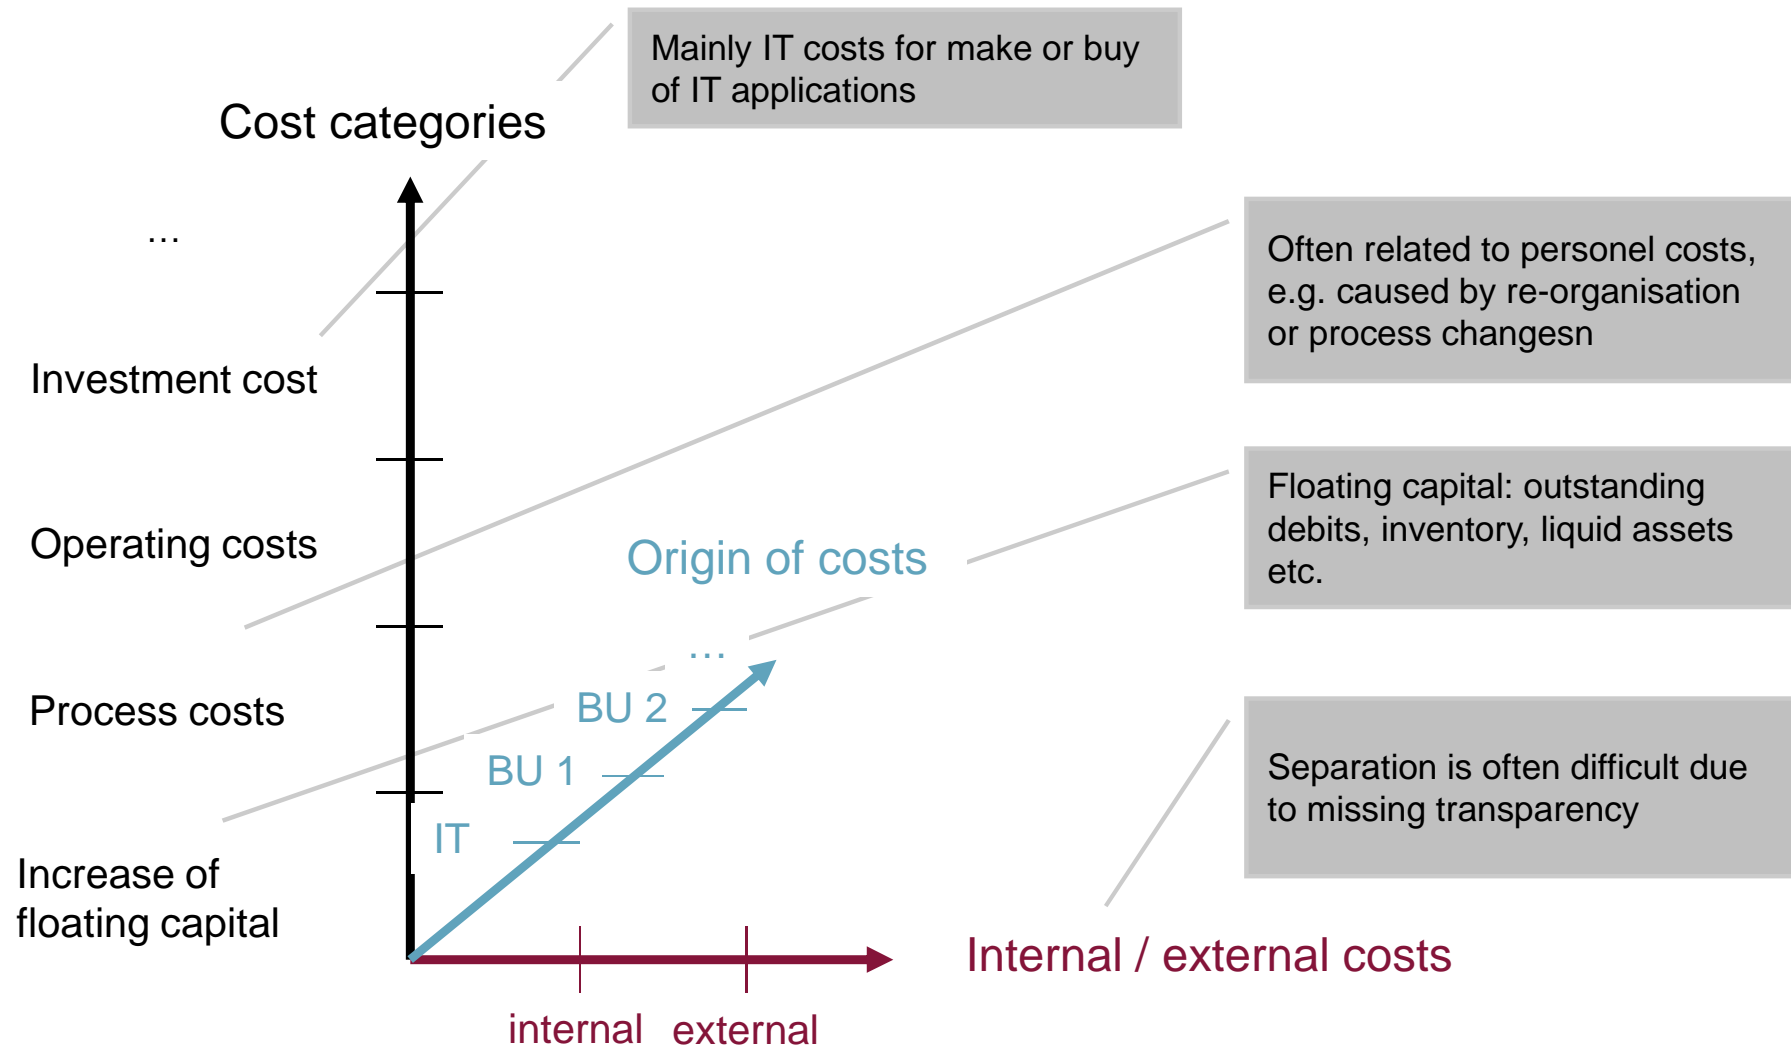 Mainly IT costs for make or buy
of IT applications
Cost categories
…
Often related to personel costs,
e.g. caused by re-organisation
or process changesn
Investment cost
Operating costs
Origin of costs
Floating capital: outstanding
debits, inventory, liquid assets
etc.
…
Process costs
BU 2
BU 1
IT
Separation is often difficult due
to missing transparency
Increase of
floating capital
Internal / external costs
internal
external